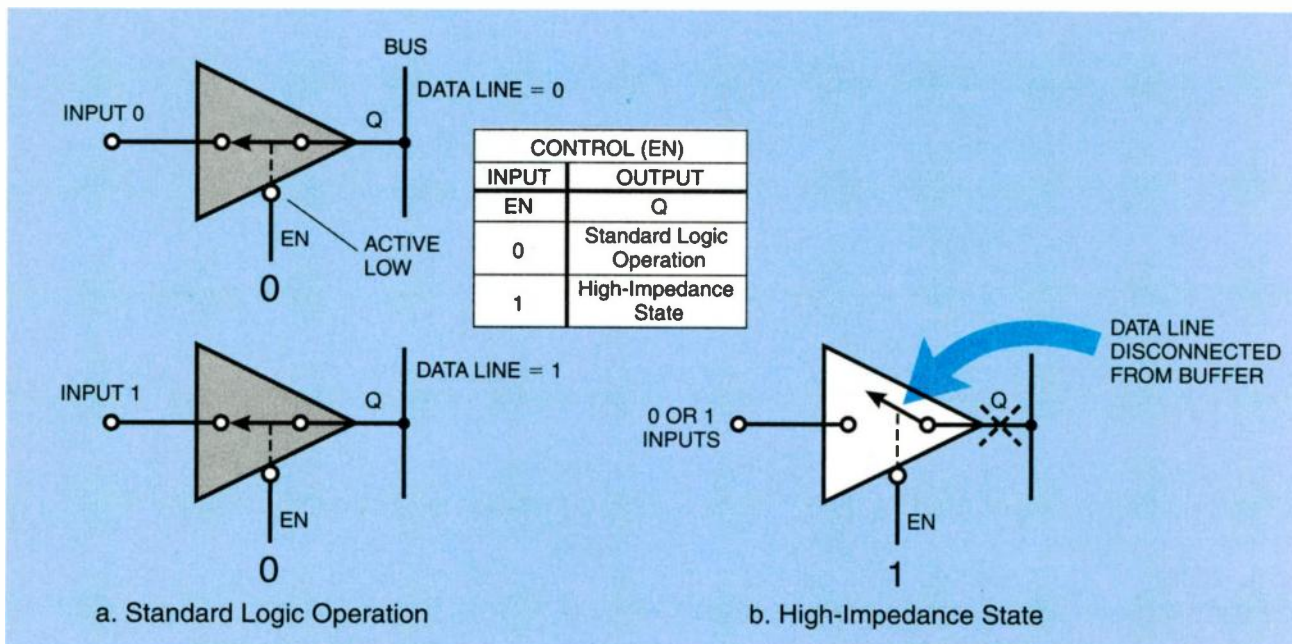 BUS
DATA LINE = 0
INPUT 0
Q
EN
ACTIVE
LOW
0
CONTROL (EN)
INPUT OUTPUT
EN Q
0 Standard Logic
Operation
1 High-Impedance
State
DATA LINE = 1
INPUT 1
Q
EN
0
a. Standard Logic Operation
DATA LINE
DISCONNECTED
FROM BUFFER
0 OR 1
INPUTS
Q
EN
1
b. High-Impedance State